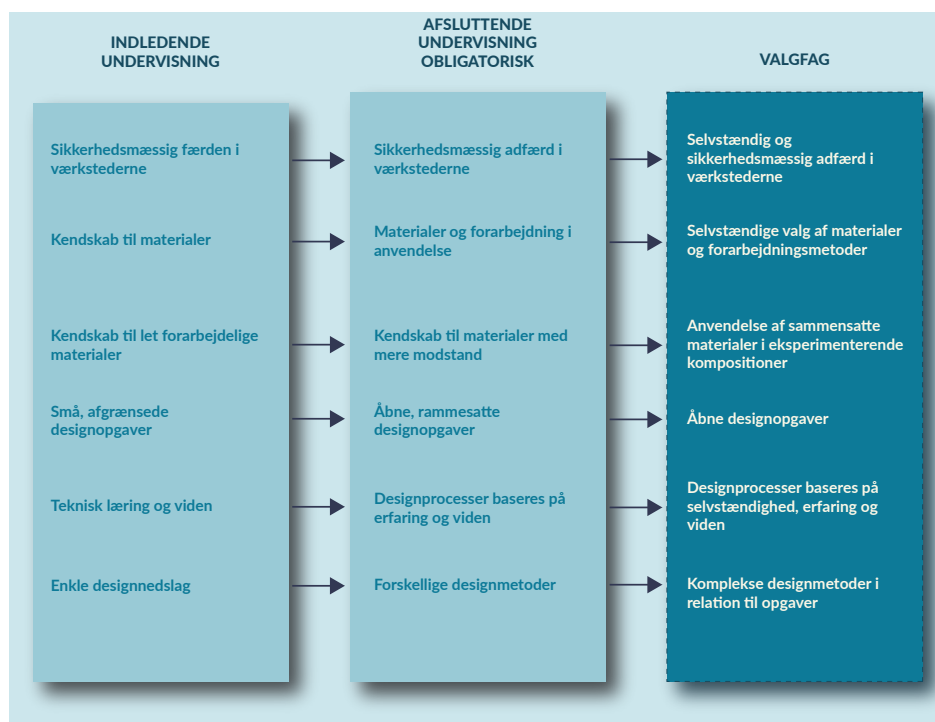 INDLEDENDE
UNDERVISNING
AFSLUTTENDE
UNDERVISNING
OBLIGATORISK
VALGFAG
Sikkerhedsmæssig færden i
værkstederne
Sikkerhedsmæssig adfærd i
værkstederne
Selvstændig og
sikkerhedsmæssig adfærd i
værkstederne
Kendskab til materialer
Materialer og forarbejdning i
anvendelse
Selvstændige valg af materialer
og forarbejdningsmetoder
Kendskab til let forarbejdelige
materialer
Kendskab til materialer med
mere modstand
Anvendelse af sammensatte
materialer i eksperimenterende
kompositioner
Små, afgrænsede
designopgaver
Åbne, rammesatte
designopgaver
Åbne designopgaver
Teknisk læring og viden
Designprocesser baseres på
erfaring og viden
Designprocesser baseres på
selvstændighed, erfaring og
viden
Enkle designnedslag
Forskellige designmetoder
Komplekse designmetoder i
relation til opgaver